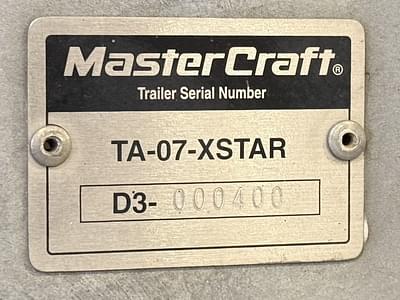 MasterCraft®
Trailer Serial Number
TA-07-XSTAR
D3-000400